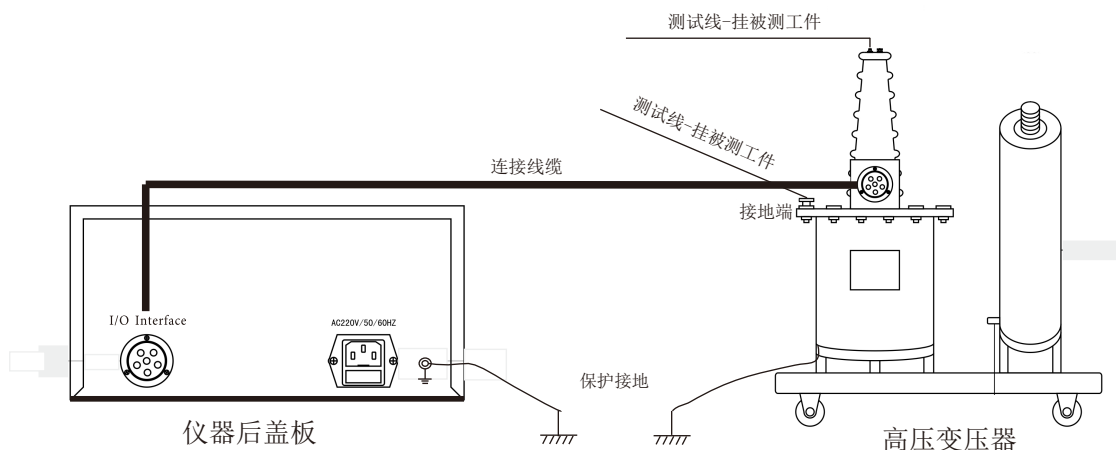 测试线-挂被测工件
测试线-挂被测工件
连接线缆
接地端
I/O Interface
AC220V/50/60HZ
保护接地
仪器后盖板
高压变压器